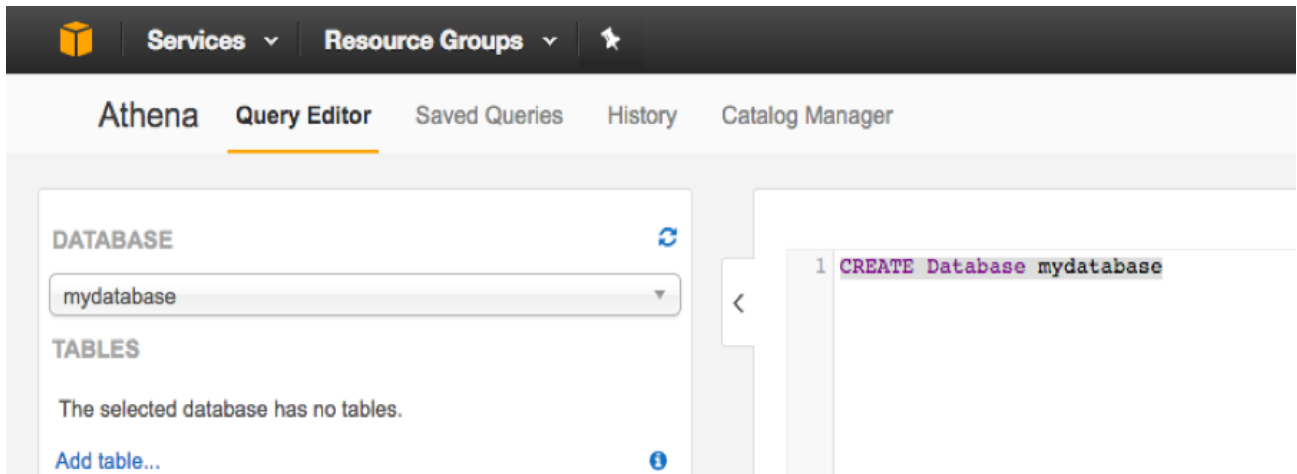 Services Resource Groups
Athena Query Editor Saved Queries History Catalog Manager
DATABASE
mydatabase
TABLES
The selected database has no tables.
Add table...
1 CREATE Database mydatabase